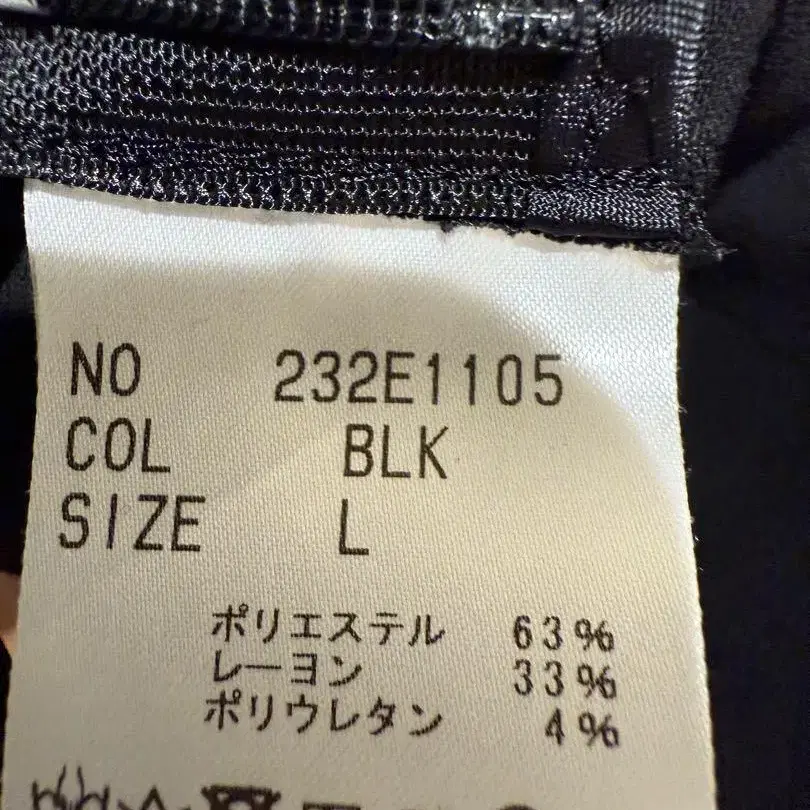 NO 232E1105
COL BLK
SIZE L
ポリエステル 63%
レーヨン 33%
ポリウレタン 4%